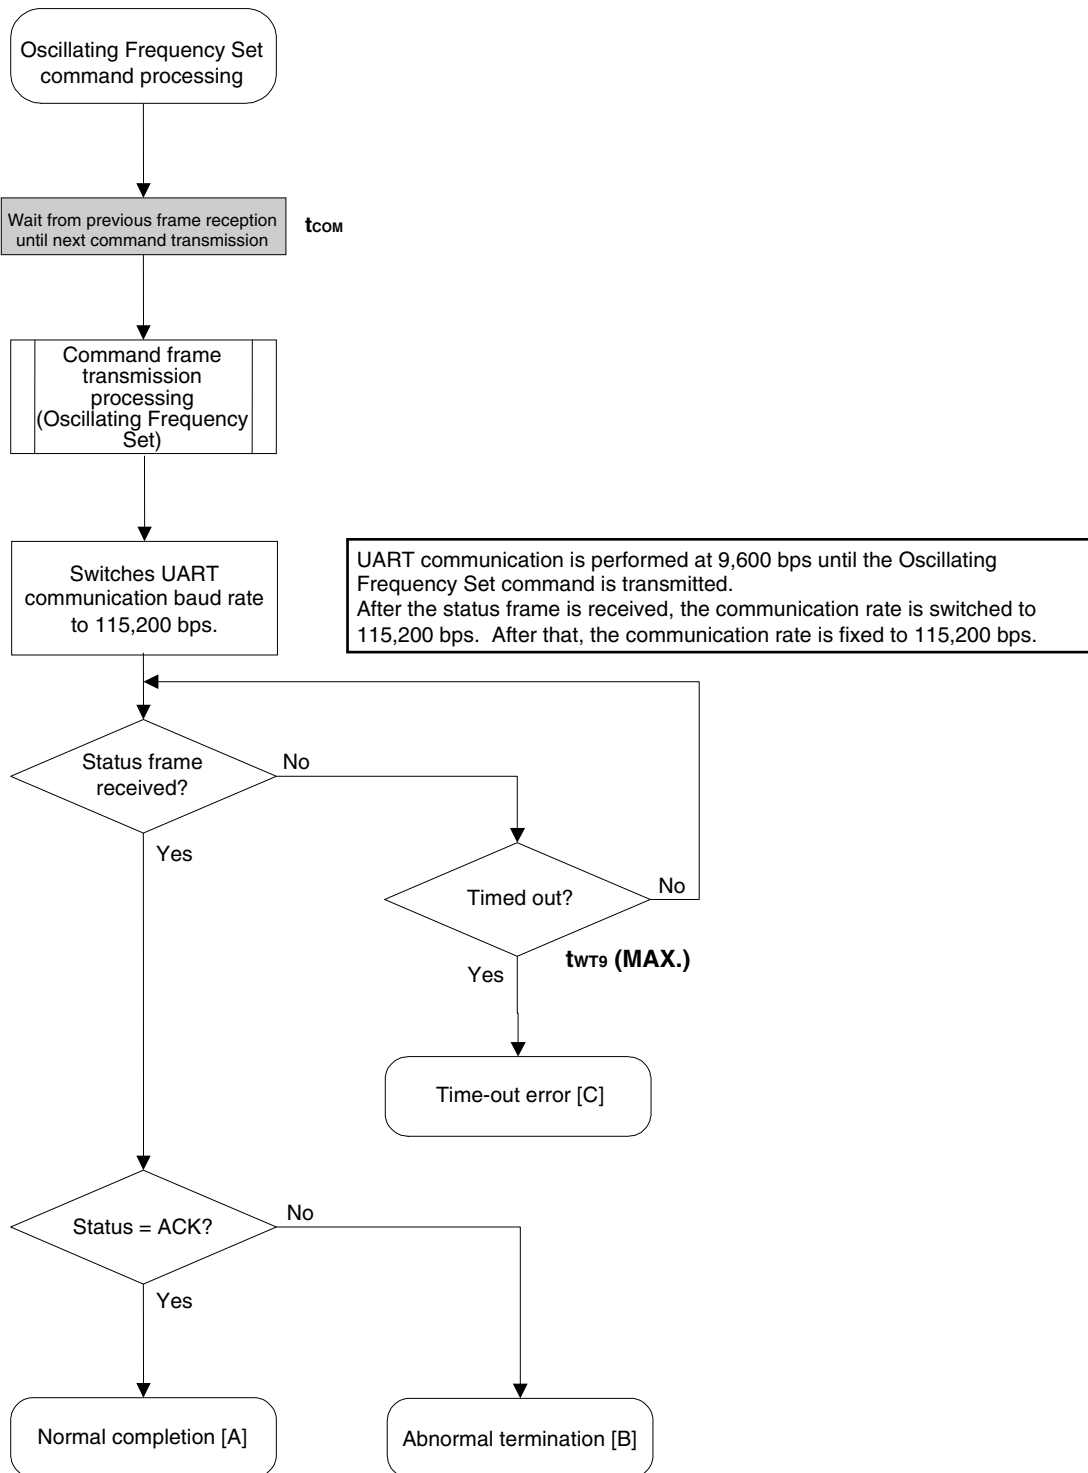 Oscillating Frequency Set
command processing
Wait from previous frame reception
until next command transmission
tCOM
Command frame
transmission
processing
(Oscillating Frequency
Set)
Switches UART
communication baud rate
to 115,200 bps.
UART communication is performed at 9,600 bps until the Oscillating
Frequency Set command is transmitted.
After the status frame is received, the communication rate is switched to
115,200 bps.  After that, the communication rate is fixed to 115,200 bps.
Status frame
received?
No
Yes
Timed out?
No
tWT9 (MAX.)
Yes
Time-out error [C]
Status = ACK?
No
Yes
Normal completion [A]
Abnormal termination [B]